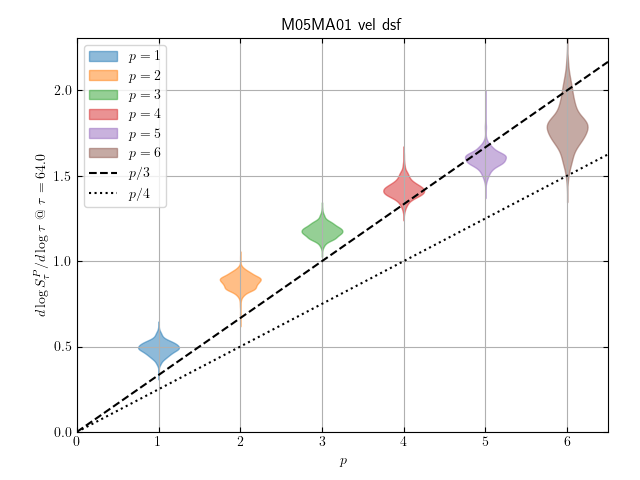 M05MA01 vel dsf
d log S_τ^P / d log τ @ τ = 64.0
2.0
1.5
1.0
0.5
0.0
p = 1
p = 2
p = 3
p = 4
p = 5
p = 6
p/3
p/4
0 1 2 3 4 5 6
p